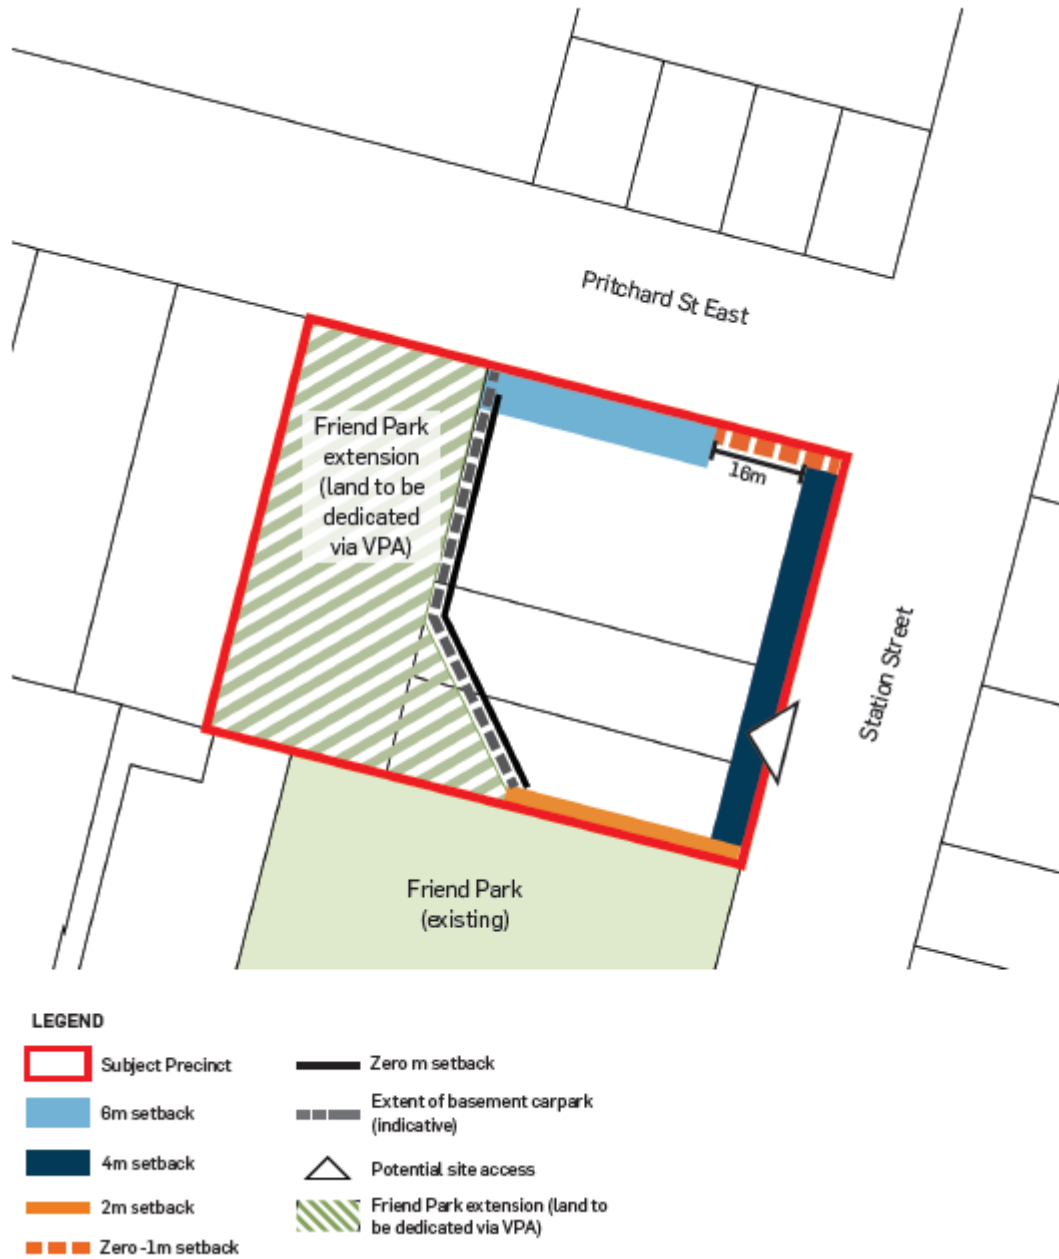 Pritchard St East
Friend Park
extension
(land to be
dedicated
via VPA)
16m
Station Street
Friend Park
(existing)
LEGEND
Subject Precinct
6m setback
4m setback
2m setback
Zero -1m setback
Zero m setback
Extent of basement carpark
(indicative)
Potential site access
Friend Park extension (land to
be dedicated via VPA)